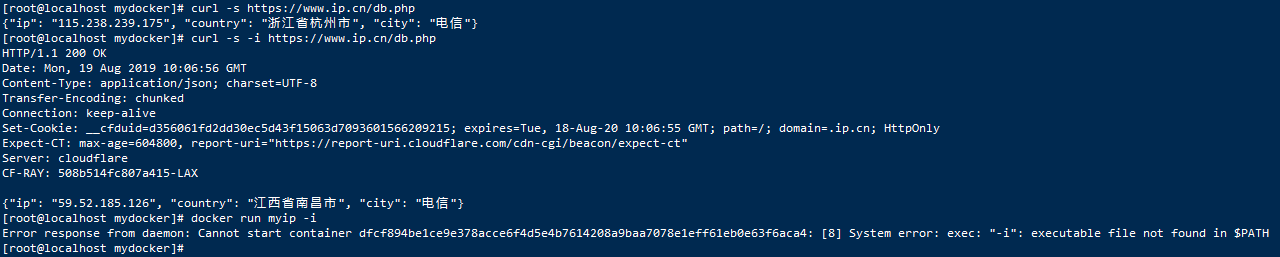 [root@localhost mydocker]# curl -s https://www.ip.cn/db.php
{"ip": "115.238.239.175", "country": "浙江省杭州市", "city": "电信"}
[root@localhost mydocker]# curl -s -i https://www.ip.cn/db.php
HTTP/1.1 200 OK
Date: Mon, 19 Aug 2019 10:06:56 GMT
Content-Type: application/json; charset=UTF-8
Transfer-Encoding: chunked
Connection: keep-alive
Set-Cookie: __cfduid=d356061fd2dd30ec5d43f15063d7093601566209215; expires=Tue, 18-Aug-20 10:06:55 GMT; path=/; domain=.ip.cn; HttpOnly
Expect-CT: max-age=604800, report-uri="https://report-uri.cloudflare.com/cdn-cgi/beacon/expect-ct"
Server: cloudflare
CF-RAY: 508b514fc807a415-LAX
{"ip": "59.52.185.126", "country": "江西省南昌市", "city": "电信"}
[root@localhost mydocker]# docker run myip -i
Error response from daemon: Cannot start container dfcf894be1ce9e378acce6f4d5e4b7614208a9baa7078e1eff61eb0e63f6aca4: [8] System error: exec: "-i": executable file not found in $PATH
[root@localhost mydocker]#